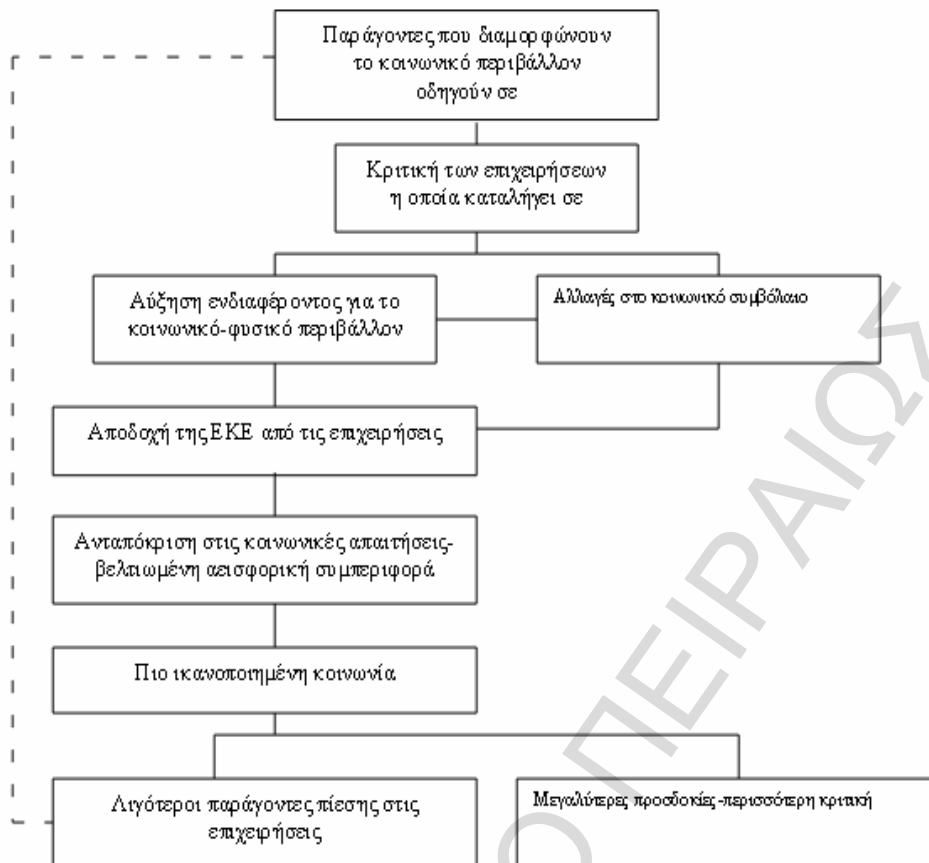 Παράγοντες που διαμορφώνουν
το κοινωνικό περιβάλλον
οδηγούν σε
Κριτική των επιχειρήσεων
η οποία καταλήγει σε
Αύξηση ενδιαφέροντος για το
κοινωνικό-φυσικό περιβάλλον
Αλλαγές στο κοινωνικό συμβόλαιο
Αποδοχή της ΕΚΕ από τις επιχειρήσεις
Ανταπόκριση στις κοινωνικές απαιτήσεις-
βελτιωμένη αεισφορική συμπεριφορά
Πιο ικανοποιημένη κοινωνία
Λιγότεροι παράγοντες πίεσης στις
επιχειρήσεις
Μεγαλύτερες προσδοκίες-περισσότερη κριτική
Ο ΠΕΙΡΑΙΩΣ